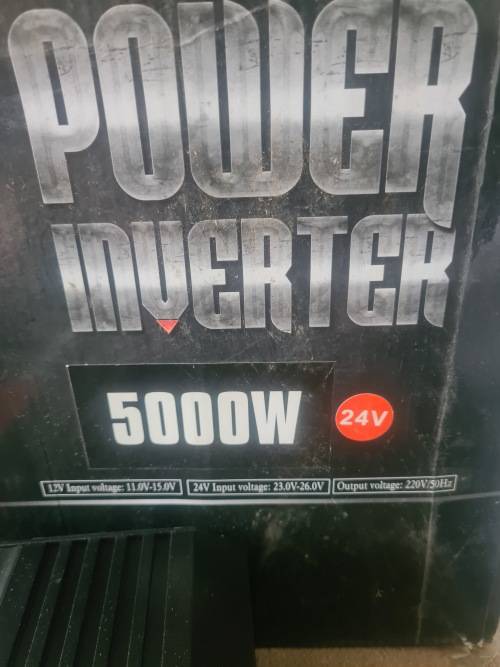 POWER
INVERTER
5000W
24V
12V Input voltage: 11.0V-15.0V
24V Input voltage: 23.0V-26.0V
Output voltage: 220V/50Hz